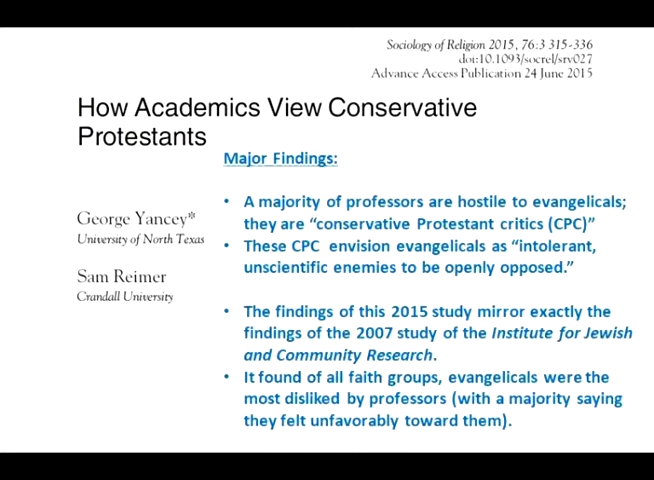 Sociology of Religion 2015, 76:3 315-336
doi:10.1093/socrel/srv027
Advance Access Publication 24 June 2015
How Academics View Conservative
Protestants
Major Findings:
George Yancey*
University of North Texas
Sam Reimer
Crandall University
• A majority of professors are hostile to evangelicals;
they are “conservative Protestant critics (CPC)”
• These CPC envision evangelicals as “intolerant,
unscientific enemies to be openly opposed.”
• The findings of this 2015 study mirror exactly the
findings of the 2007 study of the Institute for Jewish
and Community Research.
• It found of all faith groups, evangelicals were the
most disliked by professors (with a majority saying
they felt unfavorably toward them).